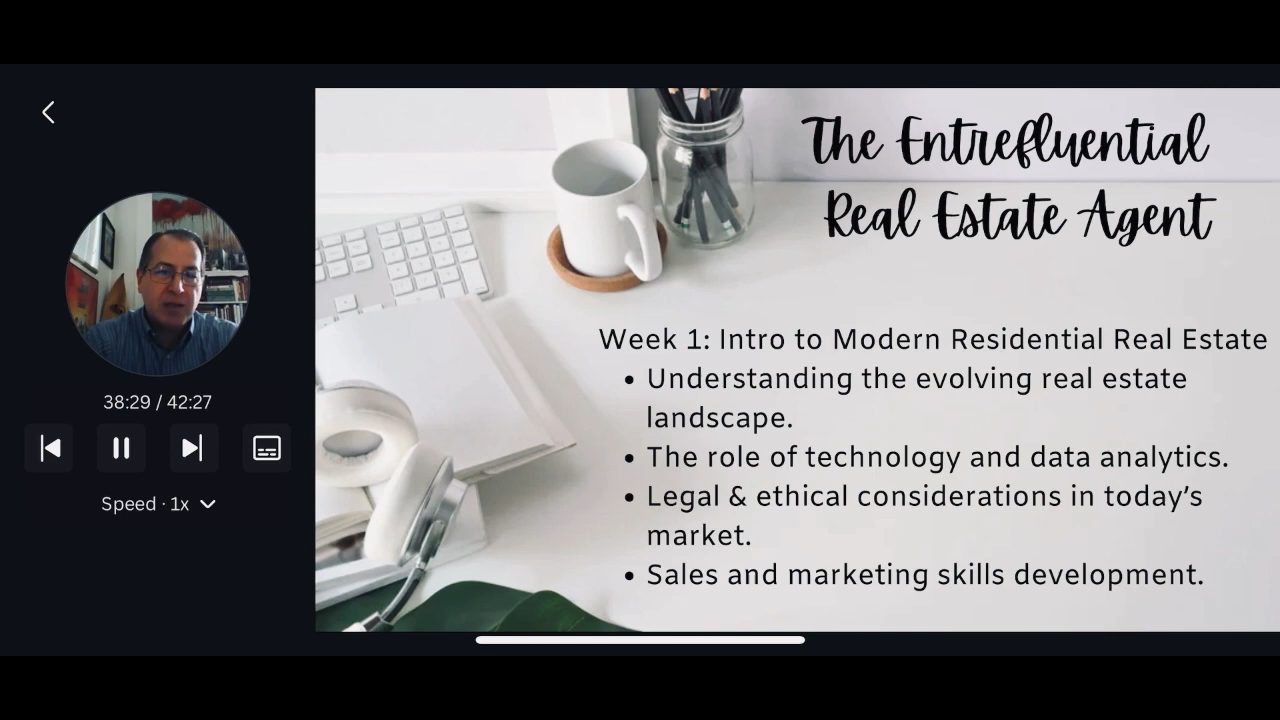 38:29 / 42:27
Speed · 1x
The Entrefluential
Real Estate Agent
Week 1: Intro to Modern Residential Real Estate
• Understanding the evolving real estate
landscape.
• The role of technology and data analytics.
• Legal & ethical considerations in today's
market.
• Sales and marketing skills development.